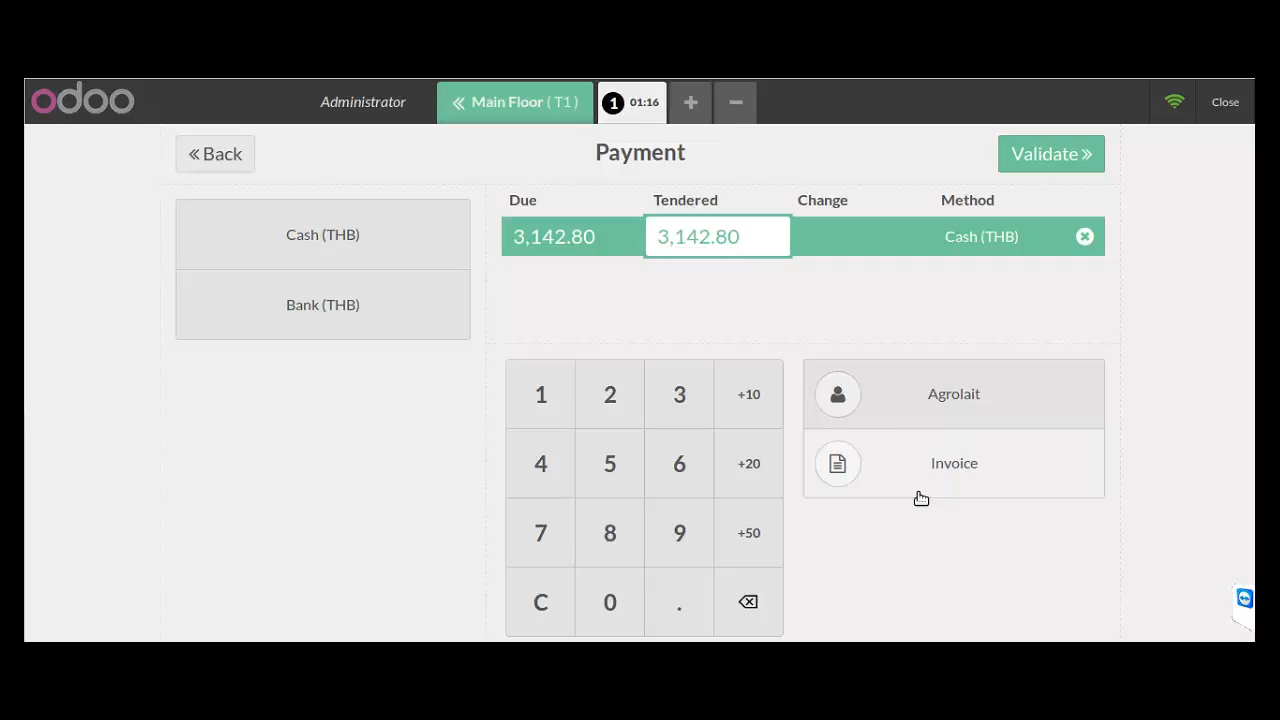 odoo Administrator « Main Floor ( T1 ) 1 01:16 + − Close
« Back Payment Validate »
Due Tendered Change Method
3,142.80 3,142.80 Cash (THB)
Cash (THB)
Bank (THB)
1 2 3 +10
4 5 6 +20
7 8 9 +50
C 0 .
Agrolait
Invoice